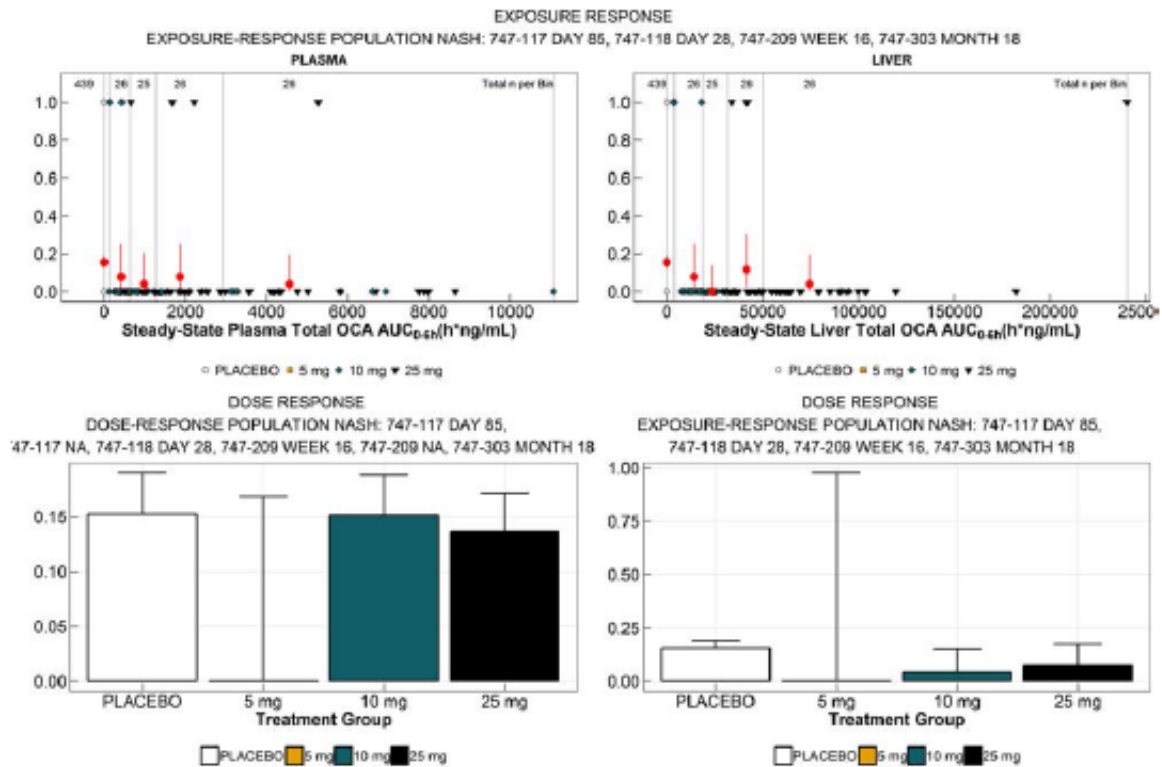 EXPOSURE RESPONSE
EXPOSURE-RESPONSE POPULATION NASH: 747-117 DAY 85, 747-118 DAY 28, 747-209 WEEK 16, 747-303 MONTH 18
PLASMA
439 26 25 26 26 Total n per Bin
1.0
0.8
0.6
0.4
0.2
0.0
0 2000 4000 6000 8000 10000
Steady-State Plasma Total OCA AUC0-6h(h*ng/mL)
PLACEBO 5 mg 10 mg 25 mg
LIVER
439 26 25 26 26 Total n per Bin
1.0
0.8
0.6
0.4
0.2
0.0
0 50000 100000 150000 200000 25000
Steady-State Liver Total OCA AUC0-6h(h*ng/mL)
PLACEBO 5 mg 10 mg 25 mg
DOSE RESPONSE
DOSE-RESPONSE POPULATION NASH: 747-117 DAY 85,
'47-117 NA, 747-118 DAY 28, 747-209 WEEK 16, 747-209 NA, 747-303 MONTH 18
0.15
0.10
0.05
0.00
PLACEBO 5 mg 10 mg 25 mg
Treatment Group
PLACEBO 5 mg 10 mg 25 mg
DOSE RESPONSE
EXPOSURE-RESPONSE POPULATION NASH: 747-117 DAY 85,
747-118 DAY 28, 747-209 WEEK 16, 747-303 MONTH 18
1.00
0.75
0.50
0.25
0.00
PLACEBO 5 mg 10 mg 25 mg
Treatment Group
PLACEBO 5 mg 10 mg 25 mg